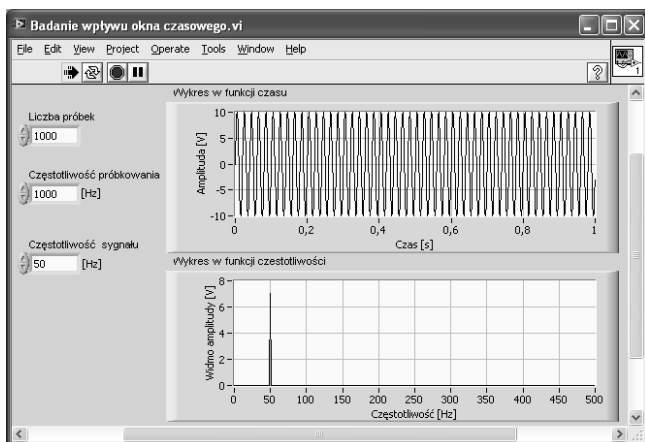 Badanie wpływu okna czasowego.vi
File Edit View Project Operate Tools Window Help
1
Wykres w funkcji czasu
Liczba próbek
1000
Częstotliwość próbkowania
1000 [Hz]
Częstotliwość sygnału
50 [Hz]
Amplituda [V]
10
5
0
-5
-10
0 0,2 0,4 0,6 0,8 1
Czas [s]
Wykres w funkcji czestotliwości
Widmo amplitudy [V]
8
6
4
2
0
0 50 100 150 200 250 300 350 400 450 500
Częstotliwość [Hz]